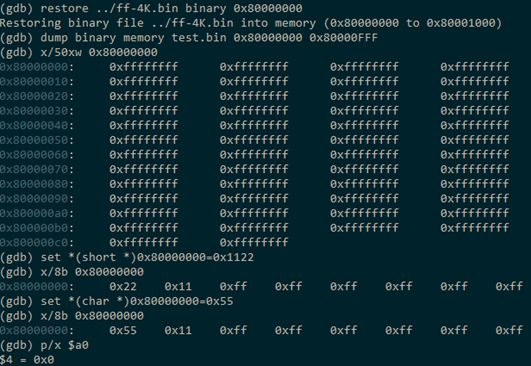 (gdb) restore ../ff-4K.bin binary 0x80000000
Restoring binary file ../ff-4K.bin into memory (0x80000000 to 0x80001000)
(gdb) dump binary memory test.bin 0x80000000 0x80000FFF
(gdb) x/50xw 0x80000000
0x80000000: 0xffffffff 0xffffffff 0xffffffff 0xffffffff
0x80000010: 0xffffffff 0xffffffff 0xffffffff 0xffffffff
0x80000020: 0xffffffff 0xffffffff 0xffffffff 0xffffffff
0x80000030: 0xffffffff 0xffffffff 0xffffffff 0xffffffff
0x80000040: 0xffffffff 0xffffffff 0xffffffff 0xffffffff
0x80000050: 0xffffffff 0xffffffff 0xffffffff 0xffffffff
0x80000060: 0xffffffff 0xffffffff 0xffffffff 0xffffffff
0x80000070: 0xffffffff 0xffffffff 0xffffffff 0xffffffff
0x80000080: 0xffffffff 0xffffffff 0xffffffff 0xffffffff
0x80000090: 0xffffffff 0xffffffff 0xffffffff 0xffffffff
0x800000a0: 0xffffffff 0xffffffff 0xffffffff 0xffffffff
0x800000b0: 0xffffffff 0xffffffff 0xffffffff 0xffffffff
0x800000c0: 0xffffffff 0xffffffff
(gdb) set *(short *)0x80000000=0x1122
(gdb) x/8b 0x80000000
0x80000000: 0x22 0x11 0xff 0xff 0xff 0xff 0xff 0xff
(gdb) set *(char *)0x80000000=0x55
(gdb) x/8b 0x80000000
0x80000000: 0x55 0x11 0xff 0xff 0xff 0xff 0xff 0xff
(gdb) p/x $a0
$4 = 0x0